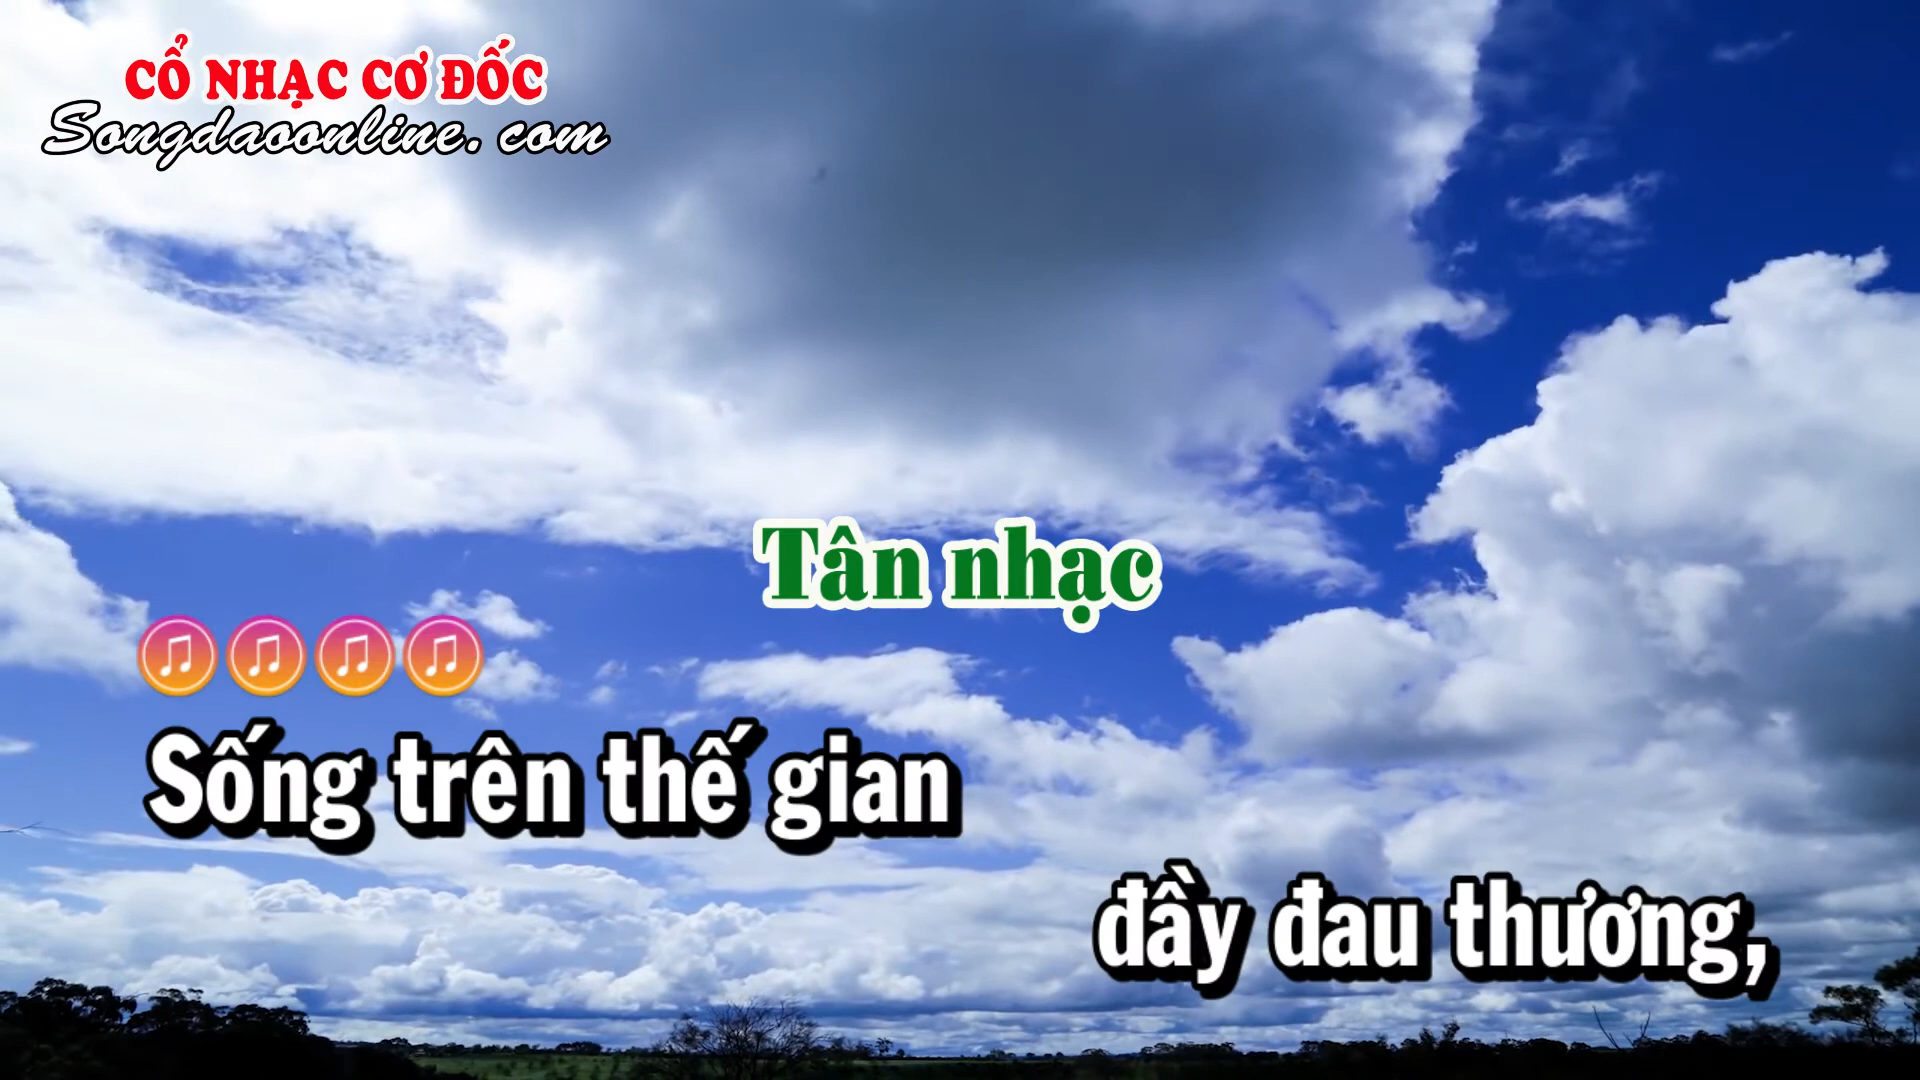 CỔ NHẠC CƠ ĐỐC
Songdaoonline.com
Tân nhạc
Sống trên thế gian
đầy đau thương,